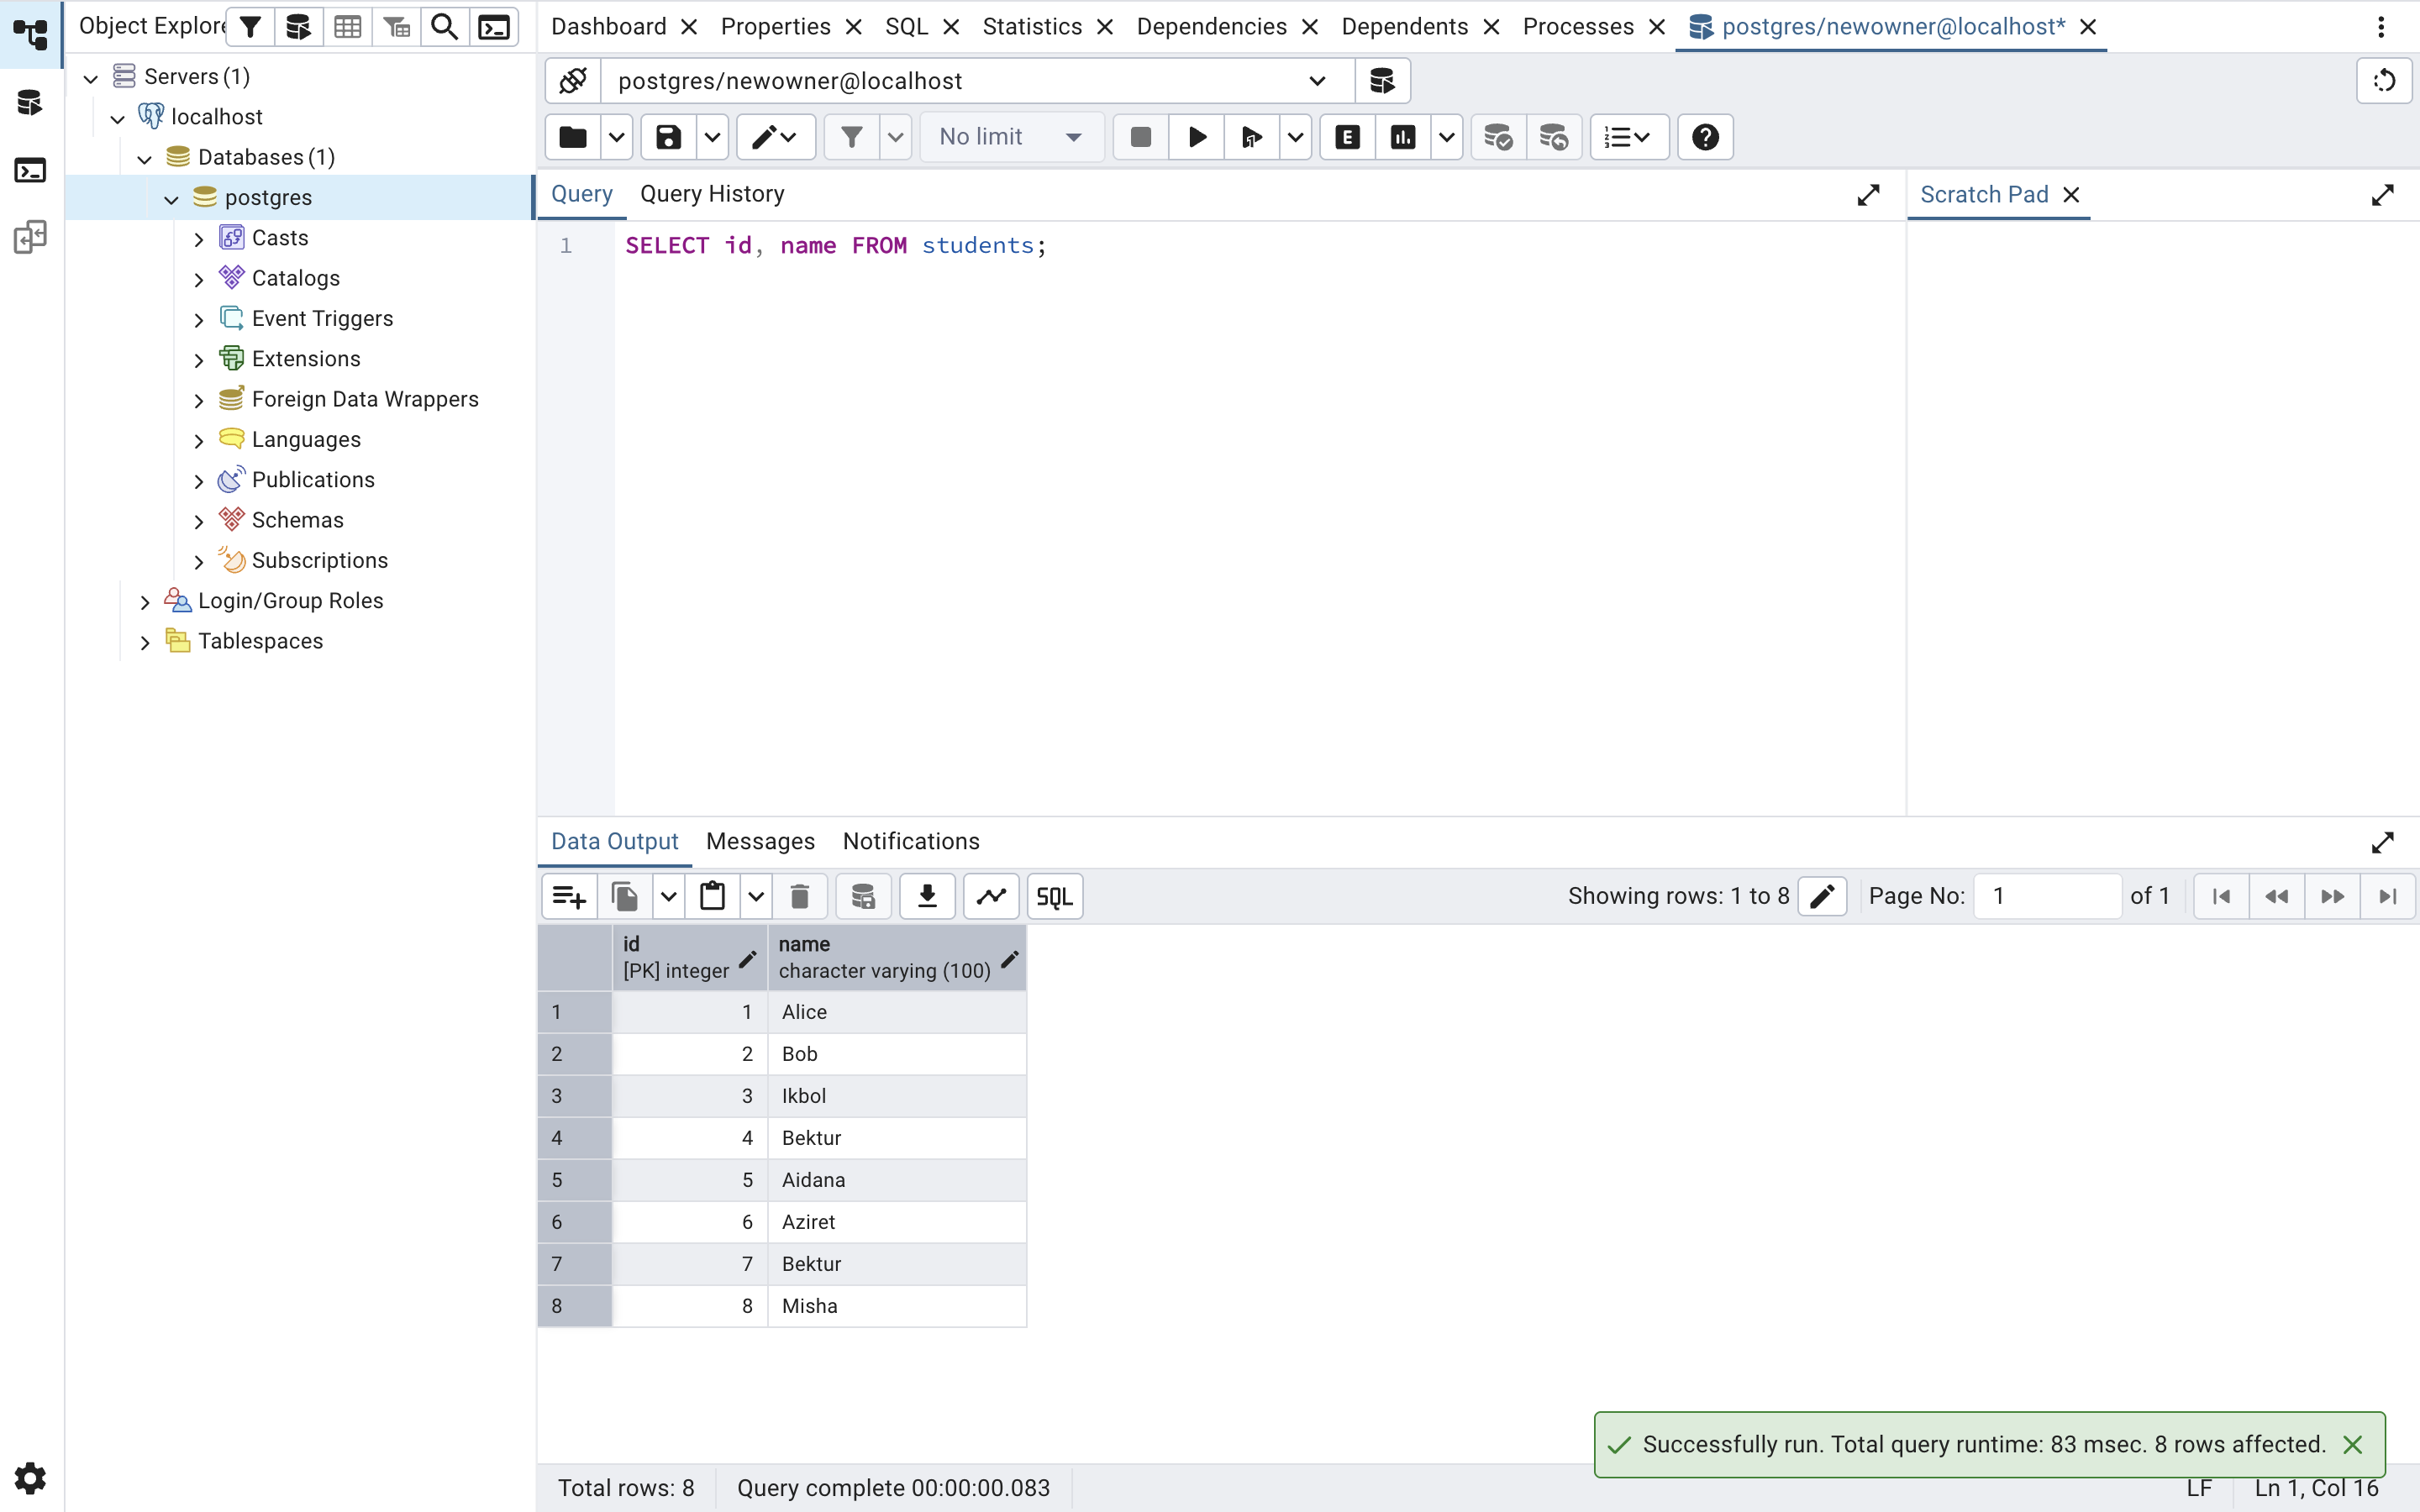 Object Explore
Servers (1)
localhost
Databases (1)
postgres
Casts
Catalogs
Event Triggers
Extensions
Foreign Data Wrappers
Languages
Publications
Schemas
Subscriptions
Login/Group Roles
Tablespaces
Dashboard Properties SQL Statistics Dependencies Dependents Processes postgres/newowner@localhost*
postgres/newowner@localhost
No limit E
Query Query History
Scratch Pad
1 SELECT id, name FROM students;
Data Output Messages Notifications
SQL Showing rows: 1 to 8 Page No: 1 of 1
id name
[PK] integer character varying (100)
1 1 Alice
2 2 Bob
3 3 Ikbol
4 4 Bektur
5 5 Aidana
6 6 Aziret
7 7 Bektur
8 8 Misha
Successfully run. Total query runtime: 83 msec. 8 rows affected.
Total rows: 8 Query complete 00:00:00.083 LF Ln 1, Col 16